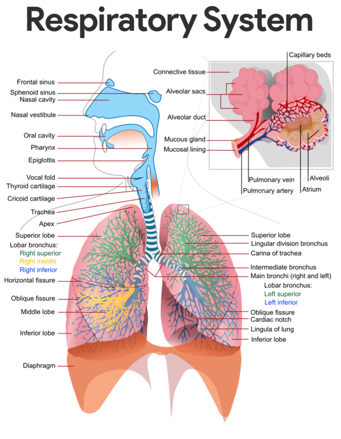 Respiratory System
Capillary beds
Connective tissue
Alveolar sacs
Alveolar duct
Mucous gland
Mucosal lining
Pulmonary vein
Pulmonary artery
Alveoli
Atrium
Frontal sinus
Sphenoid sinus
Nasal cavity
Nasal vestibule
Oral cavity
Pharynx
Epiglottis
Vocal fold
Thyroid cartilage
Cricoid cartilage
Trachea
Apex
Superior lobe
Lobar bronchus:
Right superior
Right middle
Right inferior
Horizontal fissure
Oblique fissure
Middle lobe
Inferior lobe
Diaphragm
Superior lobe
Lingular division bronchus
Carina of trachea
Intermediate bronchus
Main bronchi (right and left)
Lobar bronchus:
Left superior
Left inferior
Oblique fissure
Cardiac notch
Lingula of lung
Inferior lobe